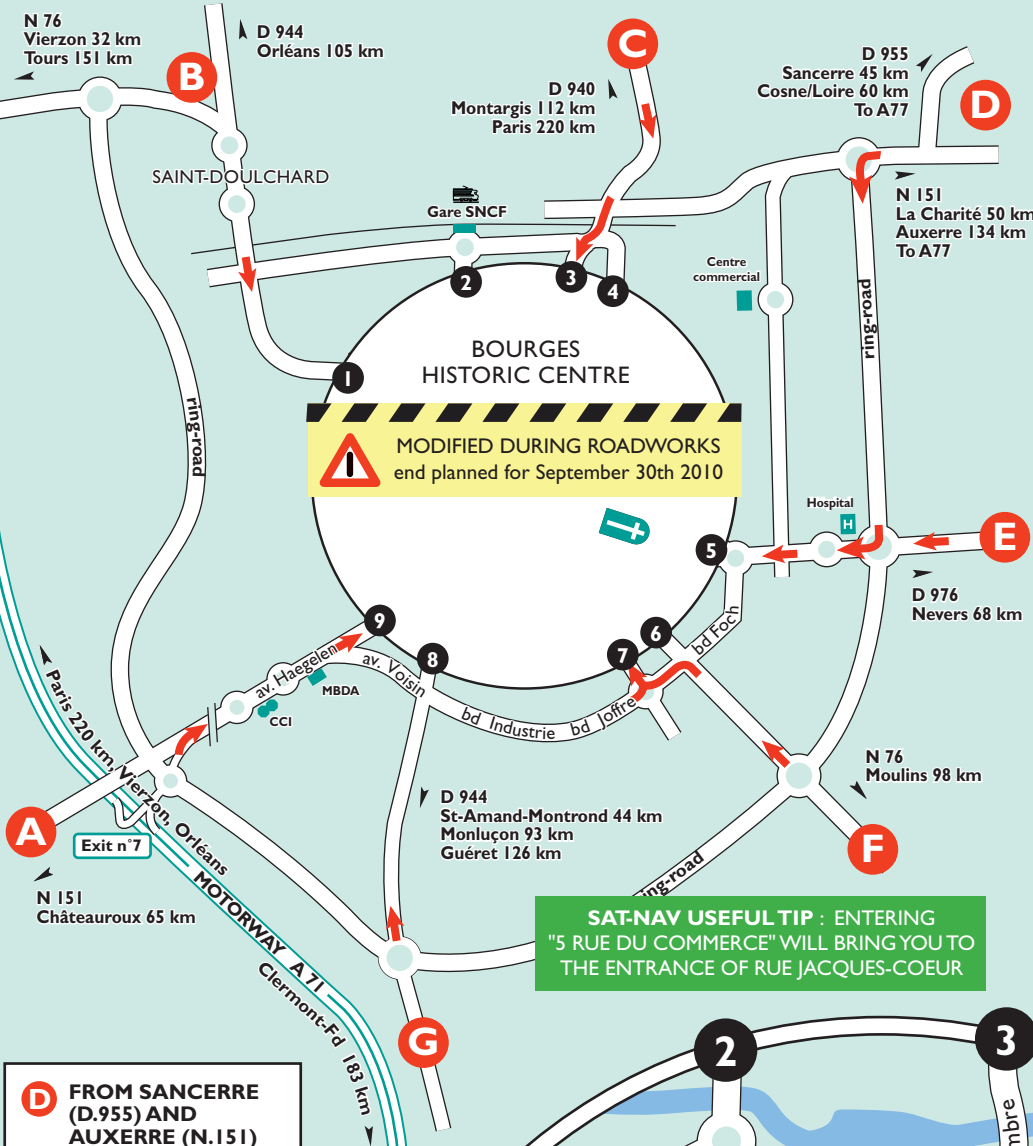 N 76
Vierzon 32 km
Tours 151 km
B
D 944
Orléans 105 km
C
D 940
Montargis 112 km
Paris 220 km
D 955
Sancerre 45 km
Cosne/Loire 60 km
To A77
D
SAINT-DOULCHARD
Gare SNCF
N 151
La Charité 50 km
Auxerre 134 km
To A77
Centre
commercial
2
3
4
1
ring-road
ring-road
BOURGES
HISTORIC CENTRE
MODIFIED DURING ROADWORKS
end planned for September 30th 2010
Hospital
H
E
5
D 976
Nevers 68 km
9
8
6
7
bd Foch
av. Haegelen
av. Voisin
MBDA
CCI
bd Industrie
bd Joffre
Paris 220 km, Vierzon, Orléans
N 76
Moulins 98 km
A
Exit n°7
D 944
St-Amand-Montrond 44 km
Monluçon 93 km
Guéret 126 km
F
N 151
Châteauroux 65 km
MOTORWAY A 71
Clermont-Fd 183 km
ng-road
SAT-NAV USEFUL TIP : ENTERING
"5 RUE DU COMMERCE" WILL BRING YOU TO
THE ENTRANCE OF RUE JACQUES-COEUR
G
2
3
mbre
D
FROM SANCERRE
(D.955) AND
AUXERRE (N.151)